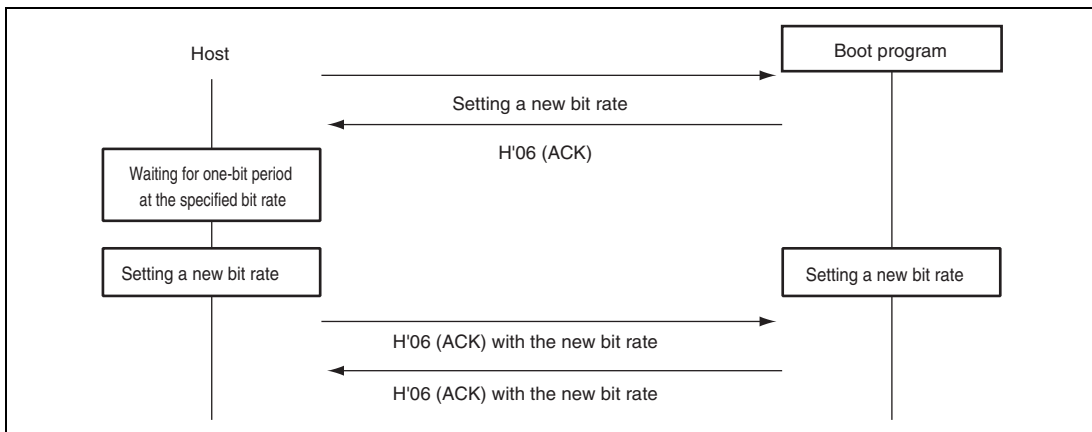 Host
Boot program
Setting a new bit rate
H'06 (ACK)
Waiting for one-bit period
at the specified bit rate
Setting a new bit rate
Setting a new bit rate
H'06 (ACK) with the new bit rate
H'06 (ACK) with the new bit rate